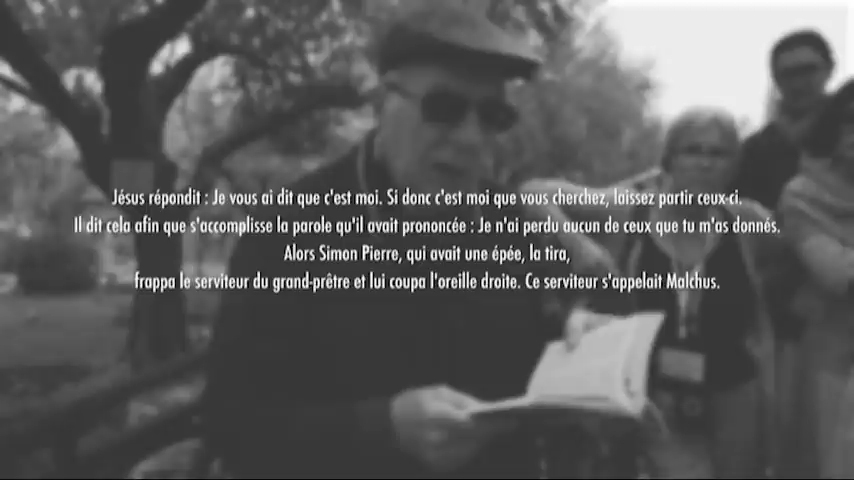 Jésus répondit : Je vous ai dit que c'est moi. Si donc c'est moi que vous cherchez, laissez partir ceux-ci.
Il dit cela afin que s'accomplisse la parole qu'il avait prononcée : Je n'ai perdu aucun de ceux que tu m'as donnés.
Alors Simon Pierre, qui avait une épée, la tira,
frappa le serviteur du grand-prêtre et lui coupa l'oreille droite. Ce serviteur s'appelait Malchus.